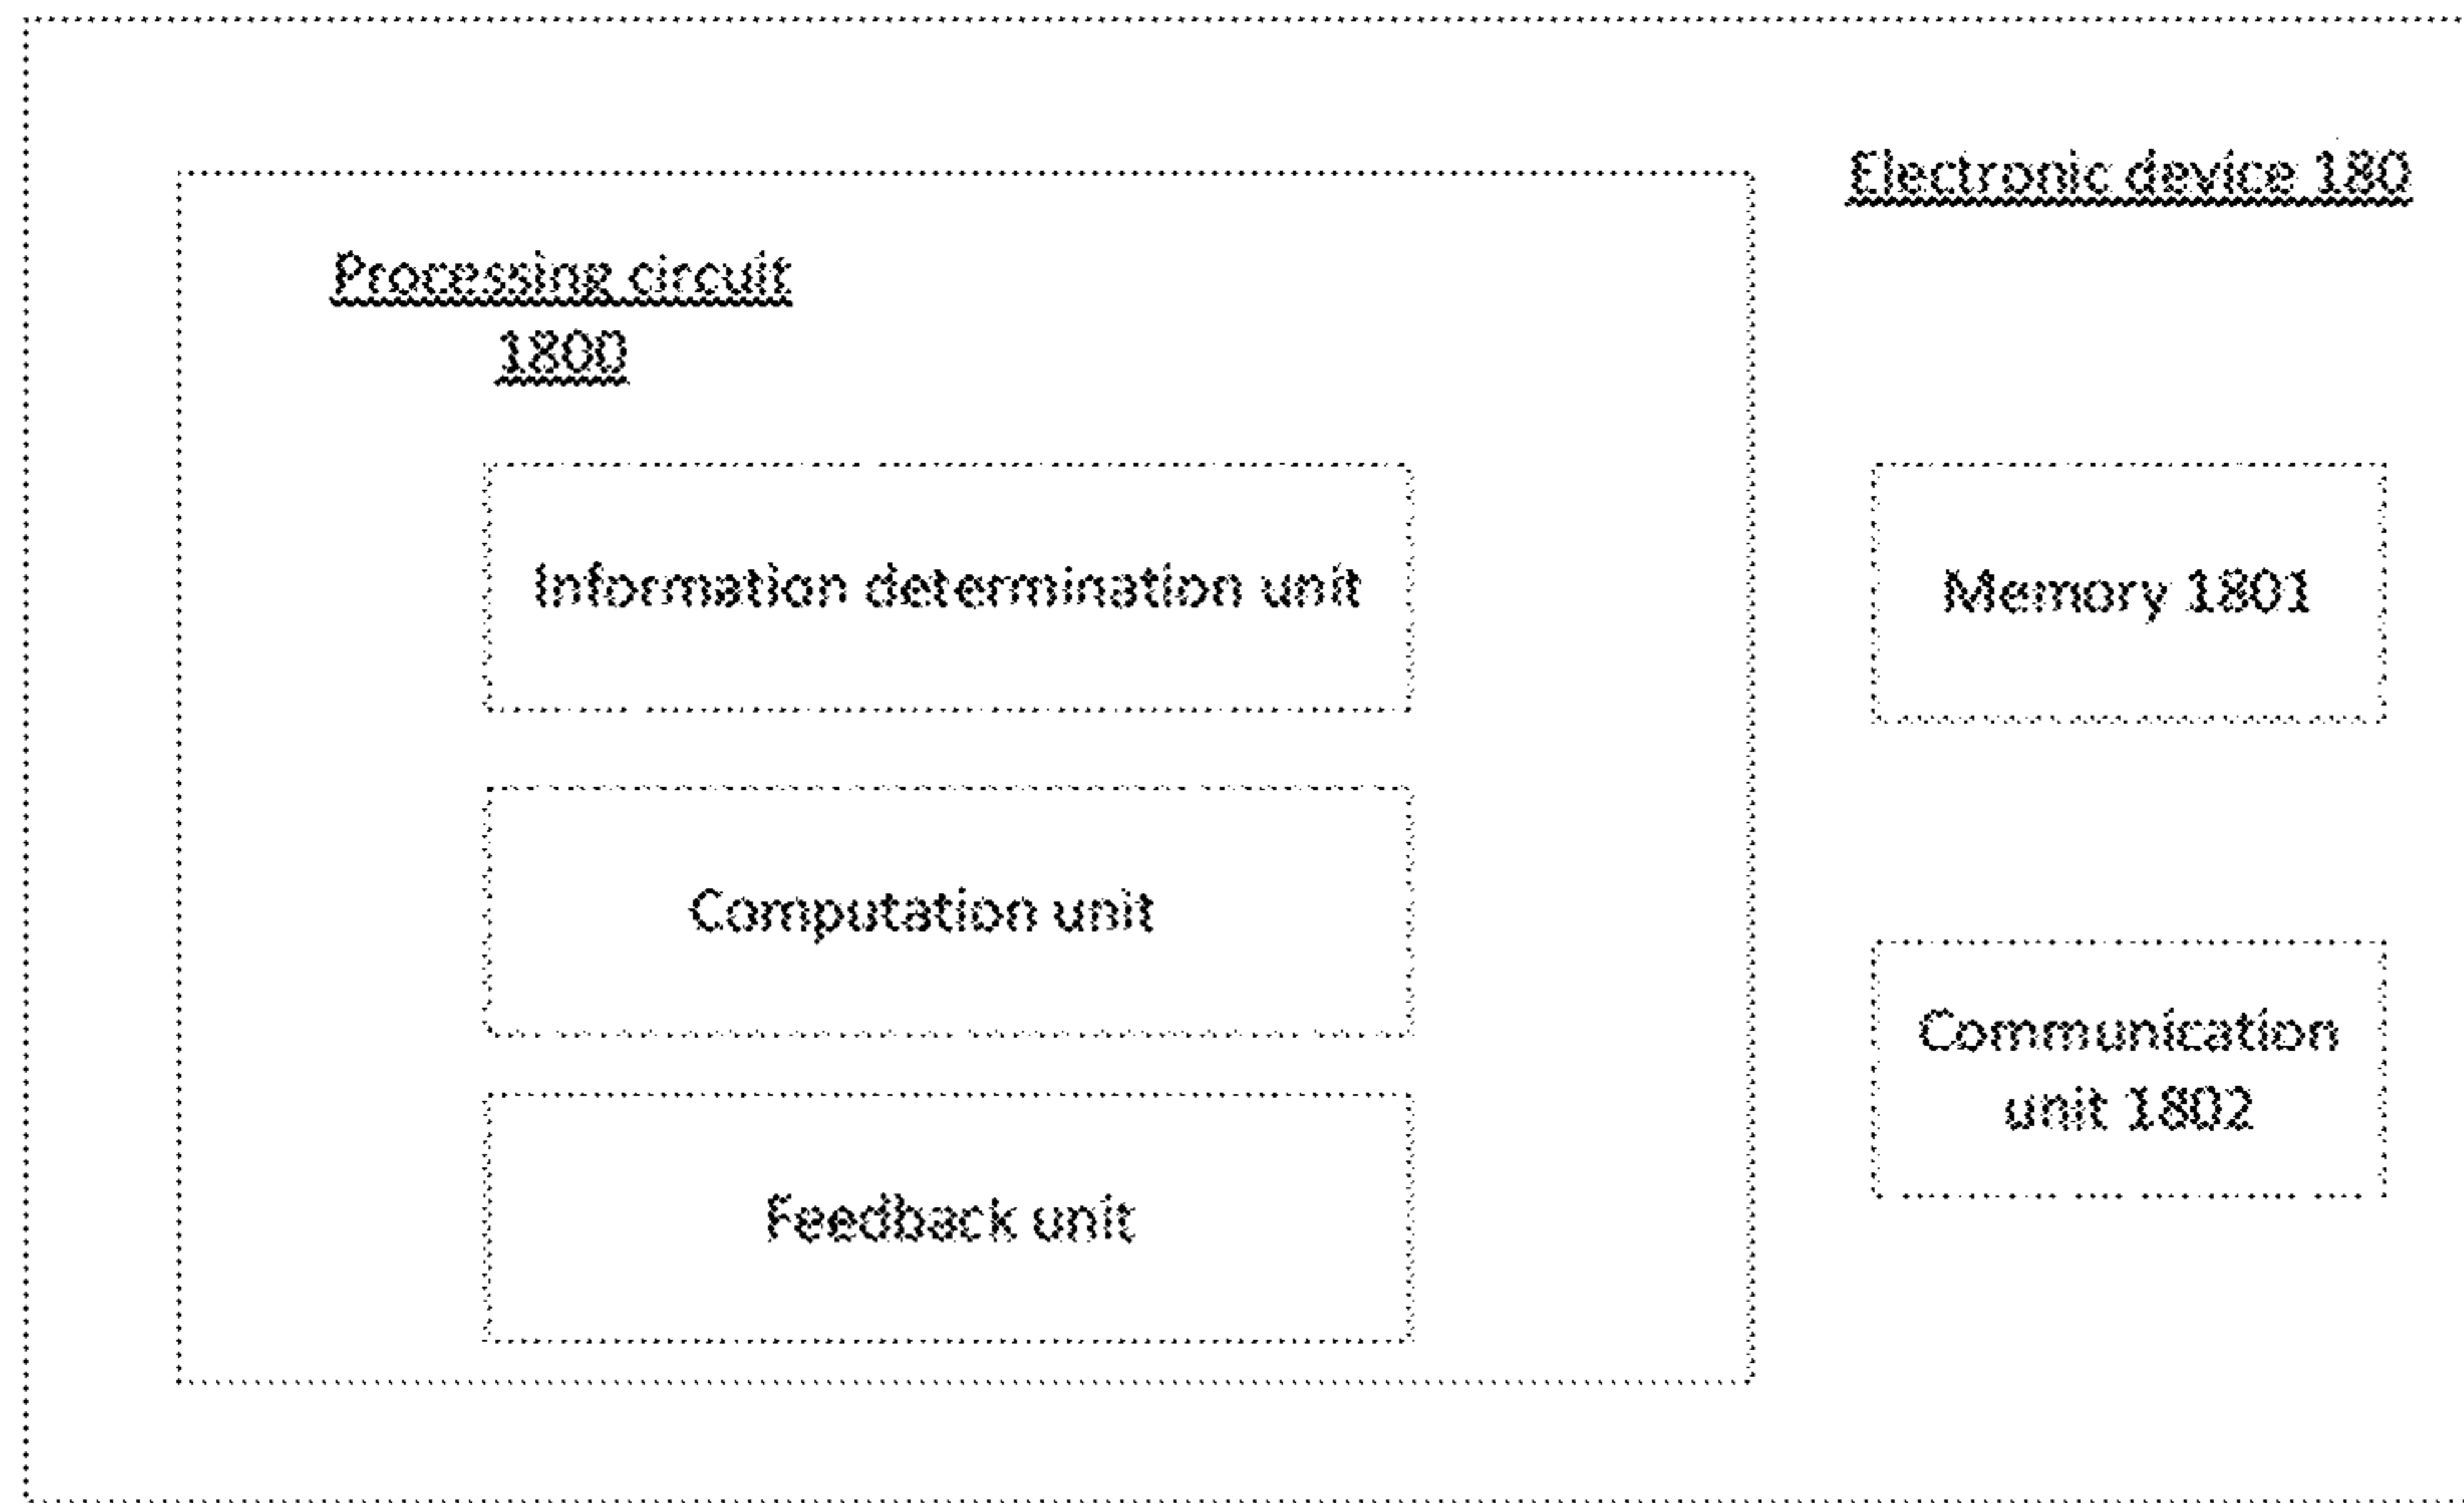 Electronic device 180
Processing circuit
1800
Information determination unit
Memory 1801
Computation unit
Communication
unit 1802
Feedback unit